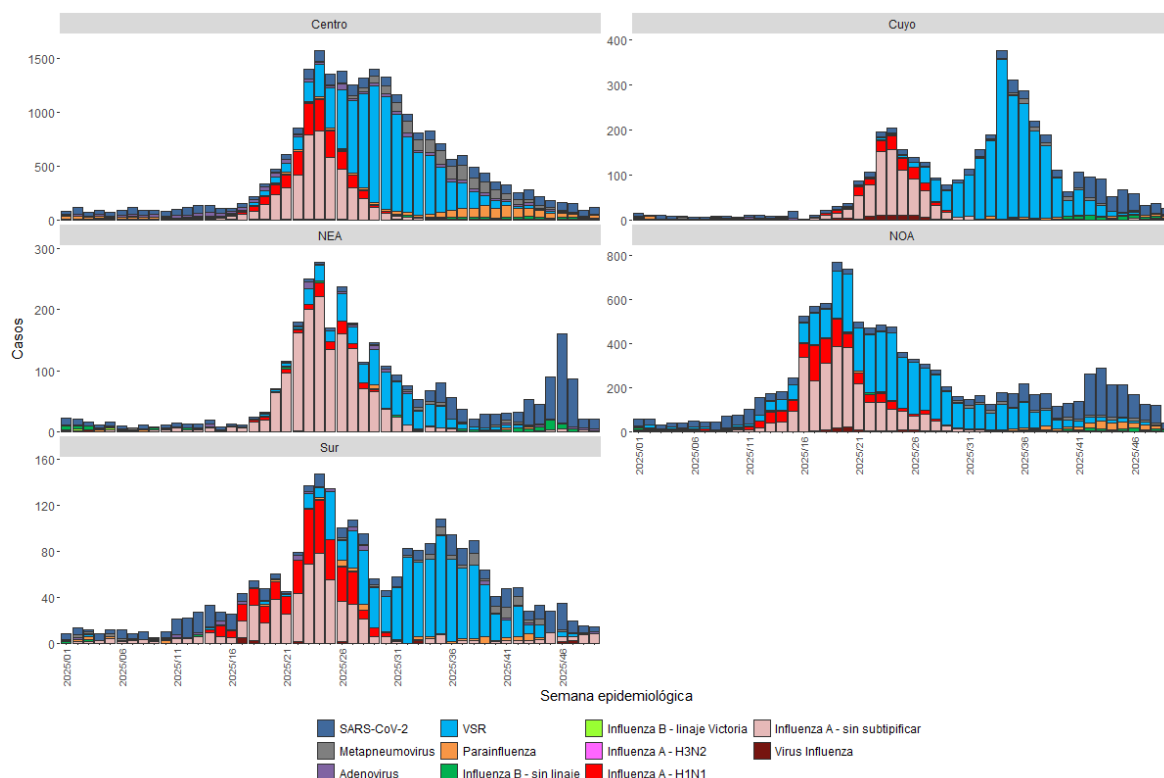 Centro
Cuyo
1500
1000
500
0
400
300
200
100
0
NEA
NOA
300
200
100
0
800
600
400
200
0
Casos
Sur
160
120
80
40
0
2025/01
2025/06
2025/11
2025/16
2025/21
2025/26
2025/31
2025/36
2025/41
2025/46
2025/01
2025/06
2025/11
2025/16
2025/21
2025/26
2025/31
2025/36
2025/41
2025/46
Semana epidemiológica
SARS-CoV-2
VSR
Influenza B - linaje Victoria
Influenza A - sin subtipificar
Metapneumovirus
Parainfluenza
Influenza A - H3N2
Virus Influenza
Adenovirus
Influenza B - sin linaje
Influenza A - H1N1